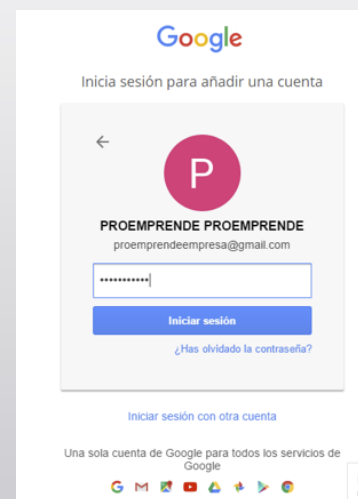 Google
Inicia sesión para añadir una cuenta
P
PROEMPRENDE PROEMPRENDE
proemprendeempresa@gmail.com
•••••••••••
Iniciar sesión
¿Has olvidado la contraseña?
Iniciar sesión con otra cuenta
Una sola cuenta de Google para todos los servicios de
Google